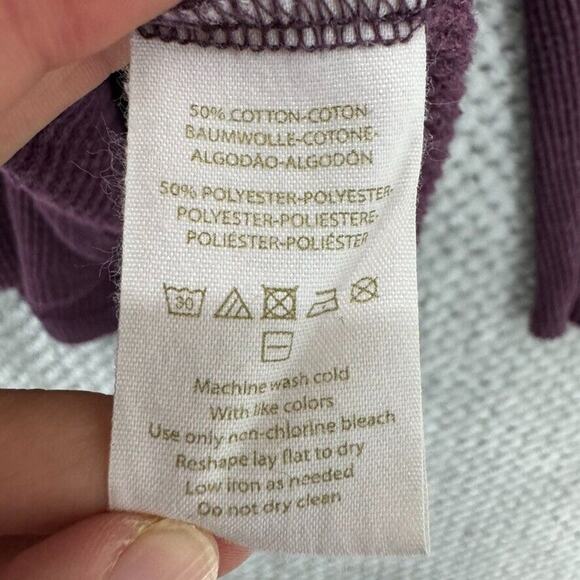 50% COTTON-COTON
BAUMWOLLE-COTONE-
ALGODÃO-ALGODÓN
50% POLYESTER-POLYESTER-
POLYESTER-POLIESTERE-
POLIÉSTER-POLIÉSTER
30
Machine wash cold
With like colors
Use only non-chlorine bleach
Reshape lay flat to dry
Low iron as needed
Do not dry clean